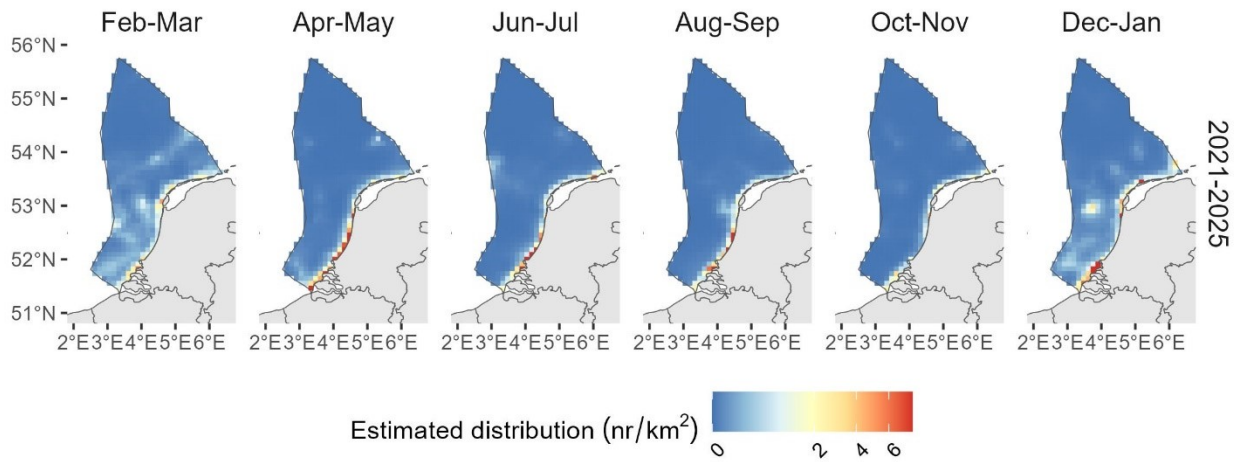 Feb-Mar Apr-May Jun-Jul Aug-Sep Oct-Nov Dec-Jan
56°N
55°N
54°N
53°N
52°N
51°N
2021-2025
2°E3°E4°E5°E6°E 2°E3°E4°E5°E6°E 2°E3°E4°E5°E6°E 2°E3°E4°E5°E6°E 2°E3°E4°E5°E6°E 2°E3°E4°E5°E6°E
Estimated distribution (nr/km²)
0 2 4 6